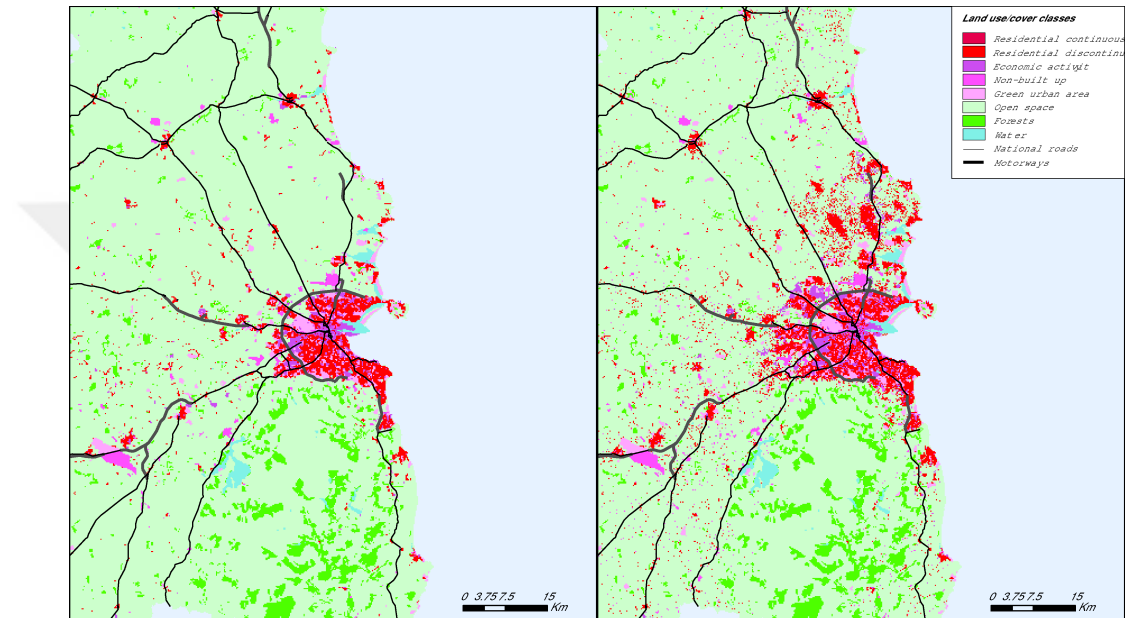 Land use/cover classes
Residential continuous
Residential discontinu
Economic activit
Non-built up
Green urban area
Open space
Forests
Water
National roads
Motorways
0 3.75 7.5 15
Km
0 3.75 7.5 15
Km